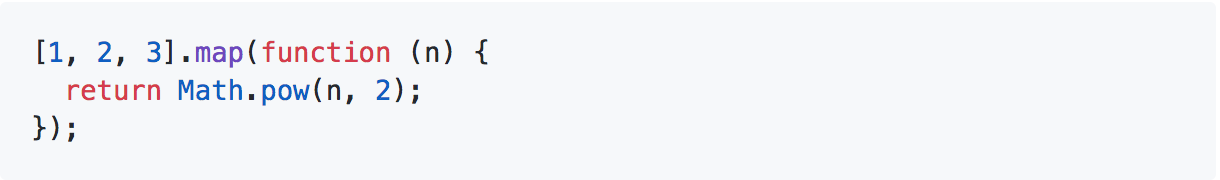 [1, 2, 3].map(function (n) {
  return Math.pow(n, 2);
});